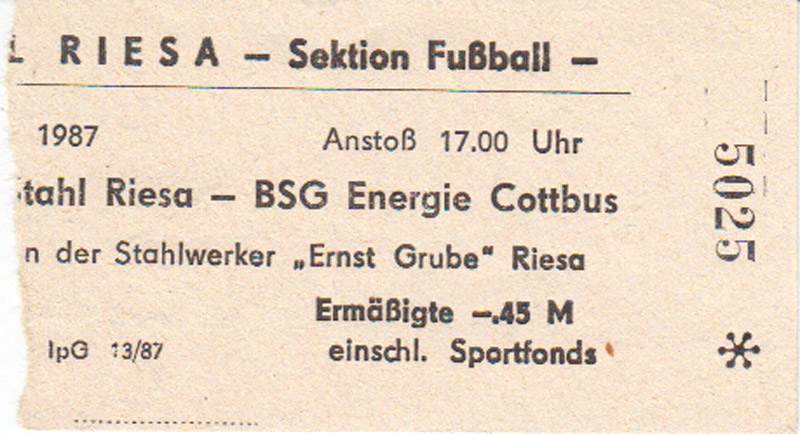 L RIESA – Sektion Fußball –
1987 Anstoß 17.00 Uhr
tahl Riesa – BSG Energie Cottbus
n der Stahlwerker „Ernst Grube“ Riesa
Ermäßigte –.45 M
IpG 13/87 einschl. Sportfonds
5025